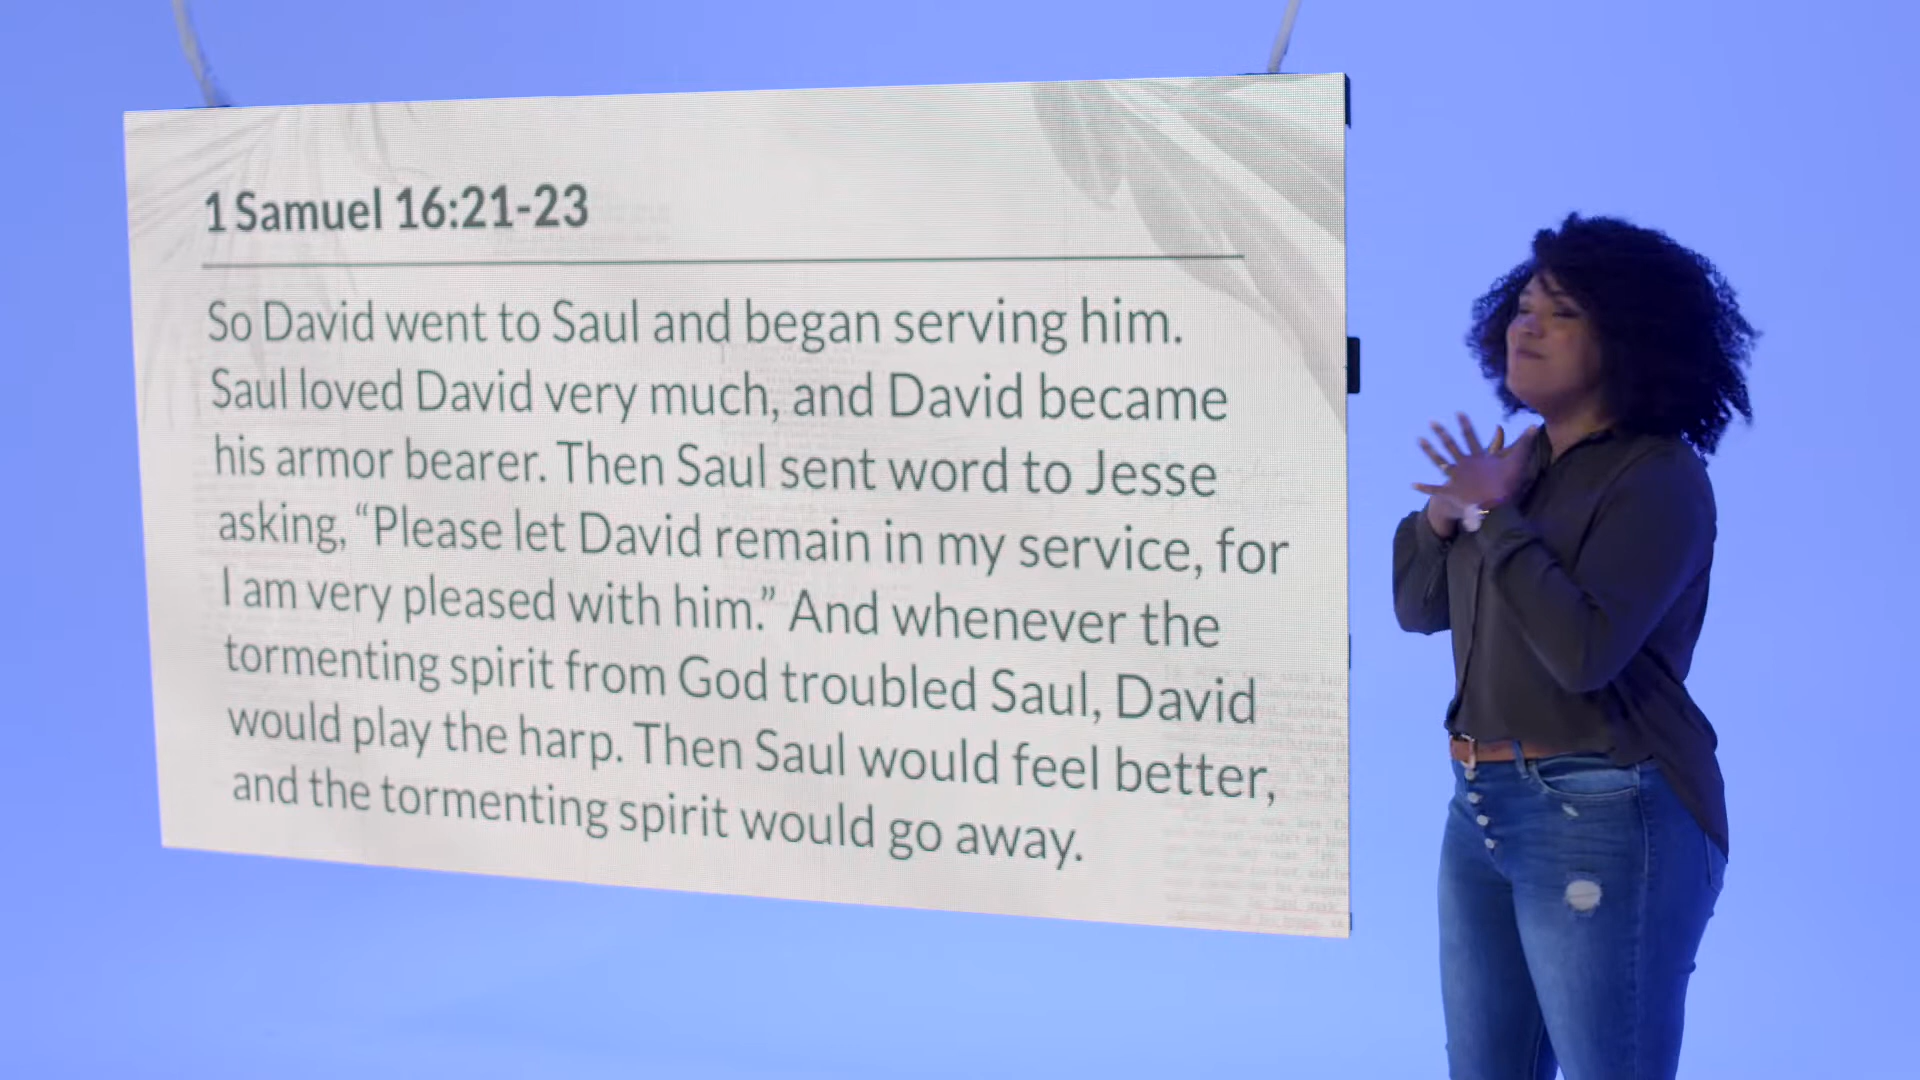 1 Samuel 16:21-23
So David went to Saul and began serving him.
Saul loved David very much, and David became
his armor bearer. Then Saul sent word to Jesse
asking, “Please let David remain in my service, for
I am very pleased with him.” And whenever the
tormenting spirit from God troubled Saul, David
would play the harp. Then Saul would feel better,
and the tormenting spirit would go away.